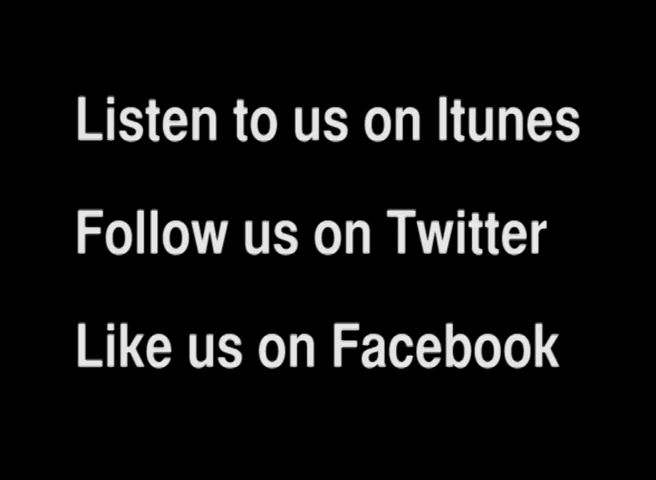 Listen to us on Itunes
Follow us on Twitter
Like us on Facebook